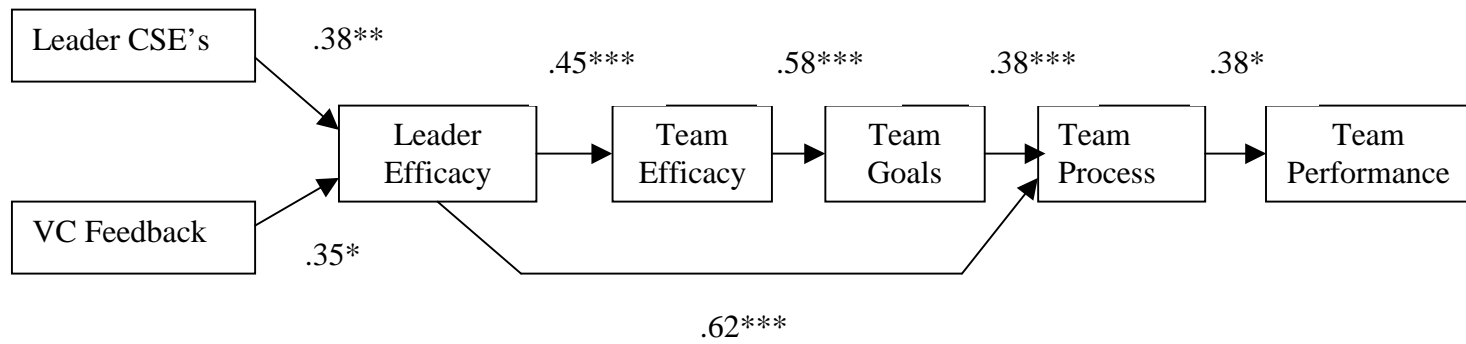 Leader CSE’s
.38**
.45***
.58***
.38***
.38*
Leader
Efficacy
Team
Efficacy
Team
Goals
Team
Process
Team
Performance
VC Feedback
.35*
.62***